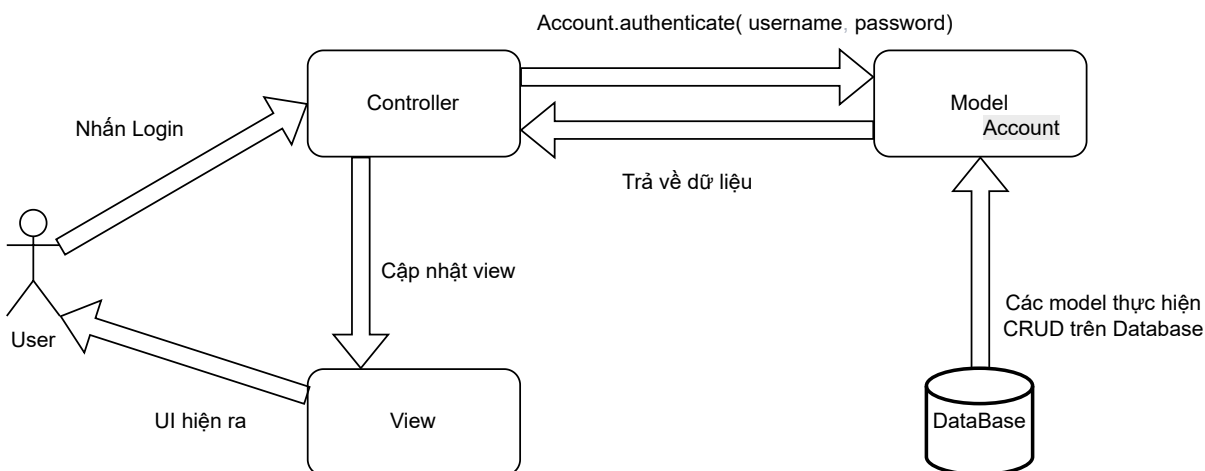 Account.authenticate( username, password)
Controller
Model
Account
Nhấn Login
Trả về dữ liệu
Cập nhật view
Các model thực hiện
CRUD trên Database
User
UI hiện ra
View
DataBase